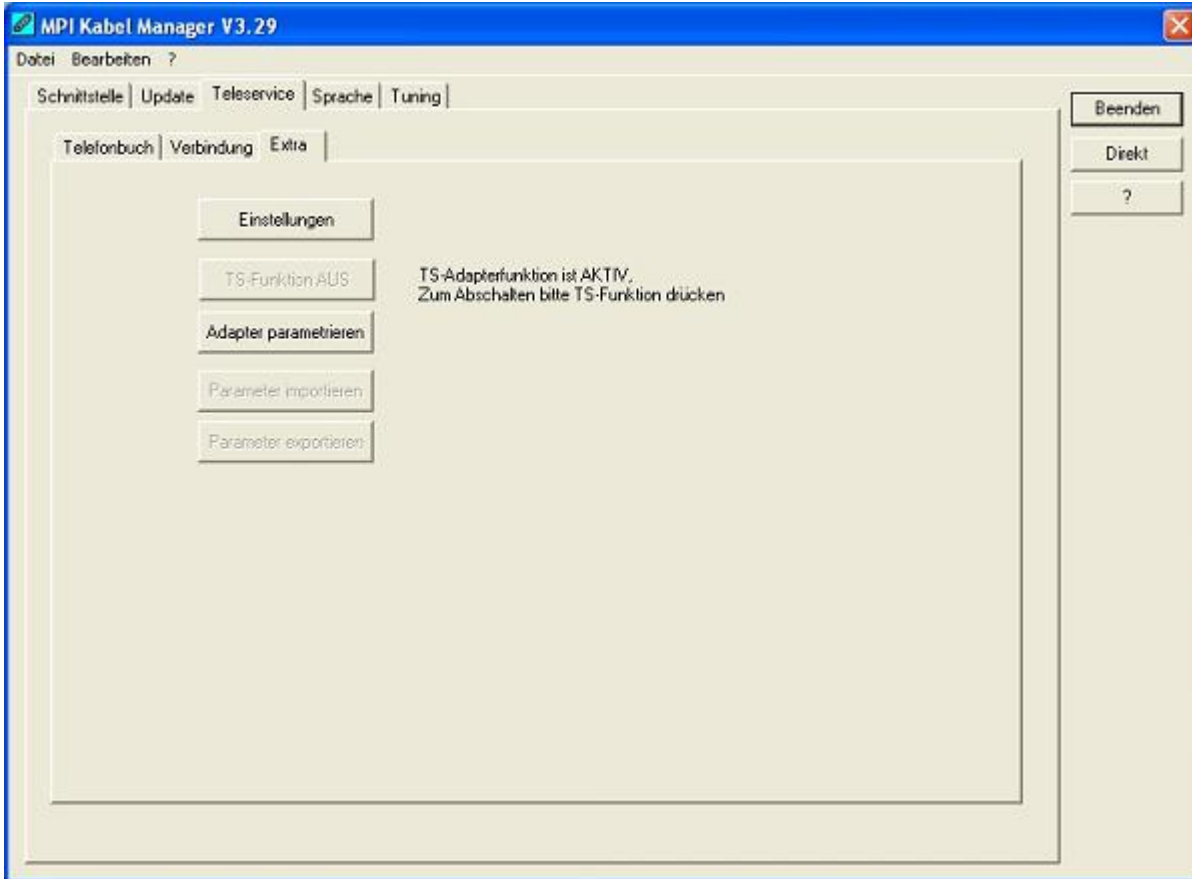 MPI Kabel Manager V3.29
Datei Bearbeiten ?
Schnittstelle Update Teleservice Sprache Tuning
Beenden
Telefonbuch Verbindung Extra
Direkt
?
Einstellungen
TS-Funktion AUS
TS-Adapterfunktion ist AKTIV,
Zum Abschalten bitte TS-Funktion drücken
Adapter parametrieren
Parameter importieren
Parameter exportieren